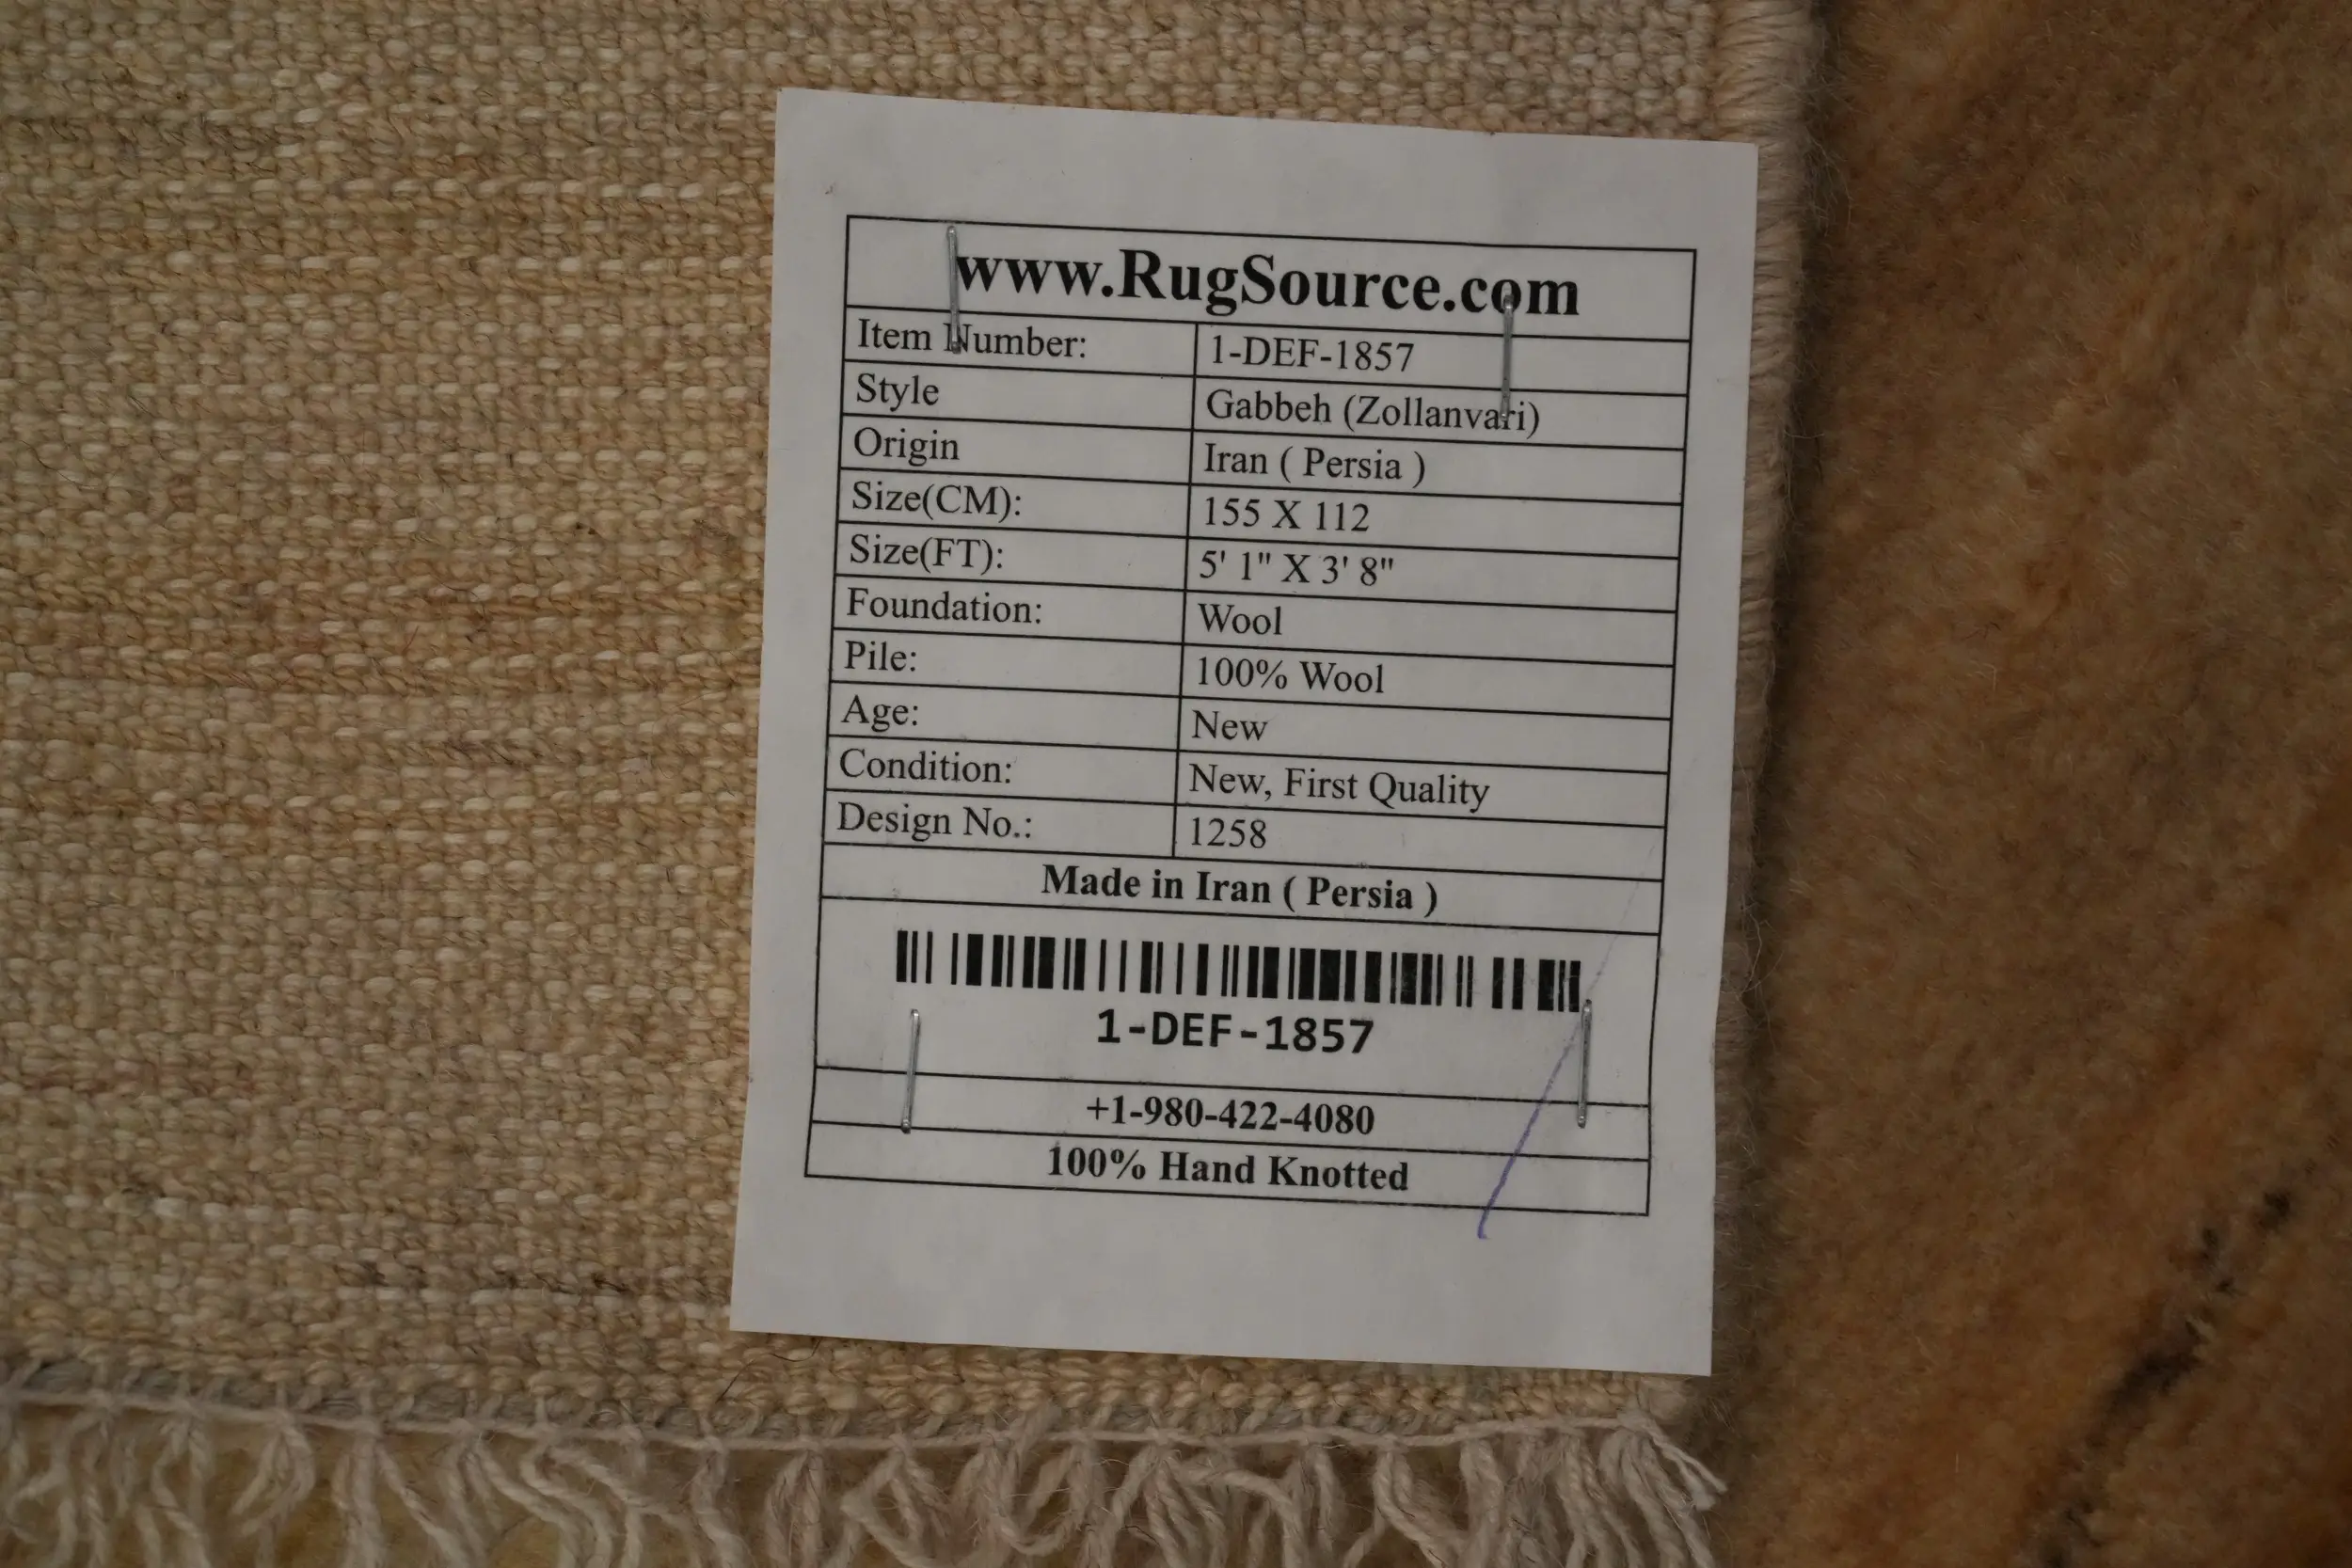 www.RugSource.com
Item Number: 1-DEF-1857
Style Gabbeh (Zollanvari)
Origin Iran ( Persia )
Size(CM): 155 X 112
Size(FT): 5' 1" X 3' 8"
Foundation: Wool
Pile: 100% Wool
Age: New
Condition: New, First Quality
Design No.: 1258
Made in Iran ( Persia )
1-DEF-1857
+1-980-422-4080
100% Hand Knotted